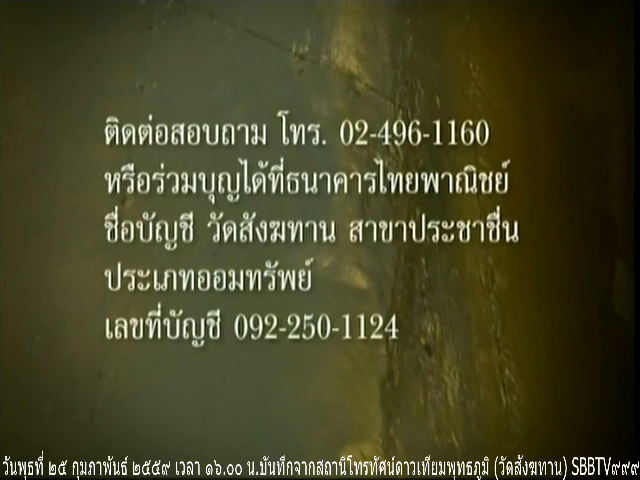 ติดต่อสอบถาม โทร. 02-496-1160
หรือร่วมบุญได้ที่ธนาคารไทยพาณิชย์
ชื่อบัญชี วัดสังฆทาน สาขาประชาชื่น
ประเภทออมทรัพย์
เลขที่บัญชี 092-250-1124
วันพุธที่ ๒๕ กุมภาพันธ์ ๒๕๕๙ เวลา ๑๖.๐๐ น.บันทึกจากสถานีโทรทัศน์ดาวเทียมพุทธภูมิ (วัดสังฆทาน) SBBTV๙๙๙